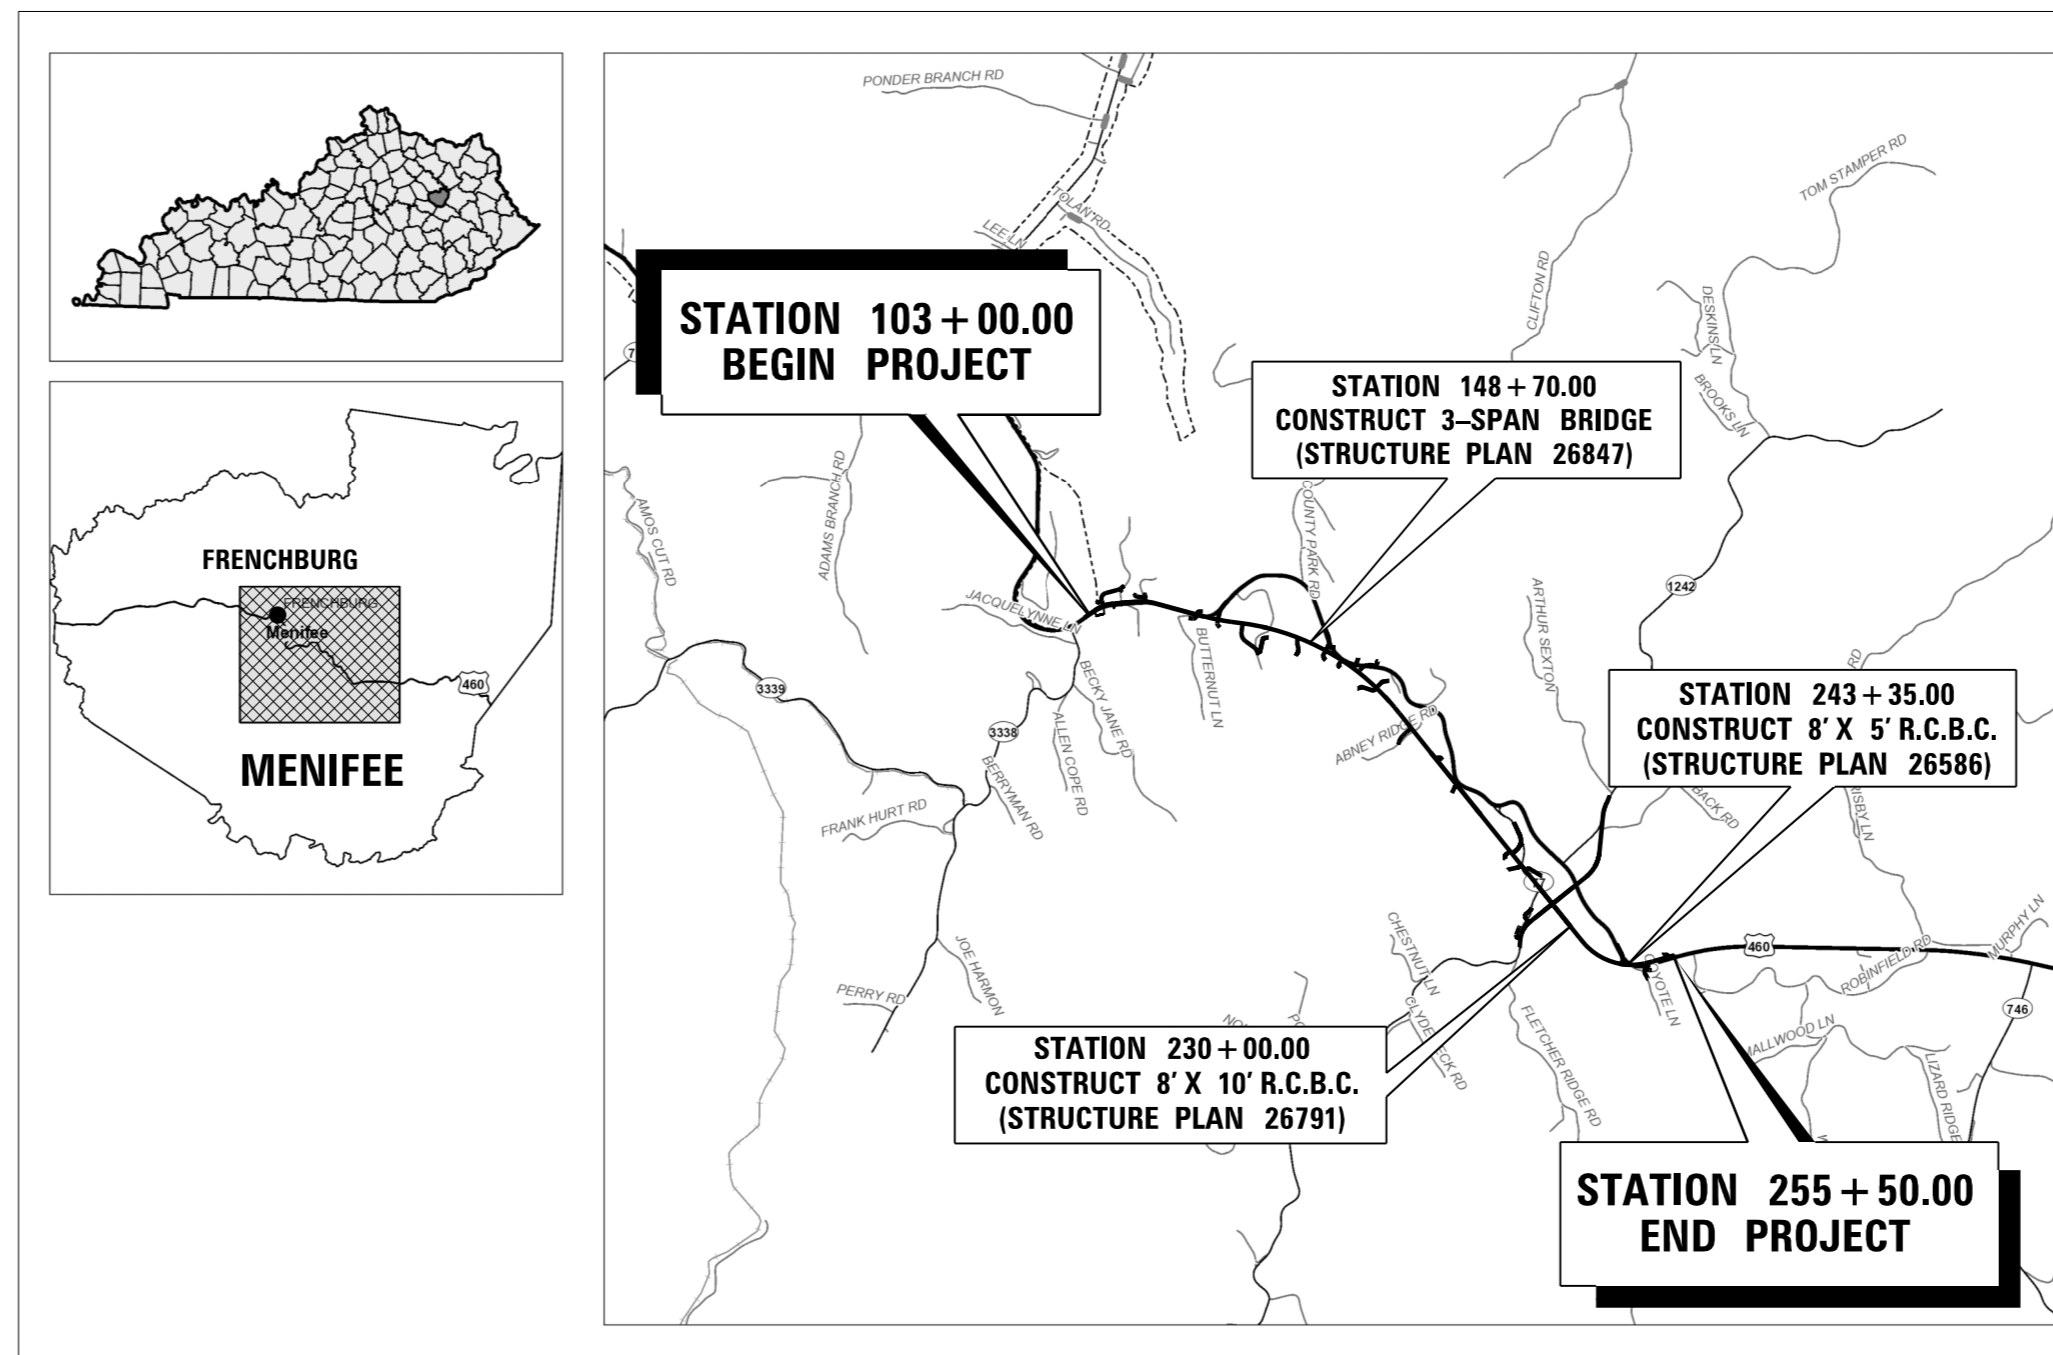 FRENCHBURG
FRENCHBURG
Menifee
460
MENIFEE
PONDER BRANCH RD
TOLAN RD
LEE LN
STATION 103+00.00
BEGIN PROJECT
CLIFTON RD
TOM STAMPER RD
DESKINS LN
BROOKS LN
STATION 148+70.00
CONSTRUCT 3-SPAN BRIDGE
(STRUCTURE PLAN 26847)
AMOS CUT RD
ADAMS BRANCH RD
COUNTY PARK RD
JACQUELYNNE LN
1242
ARTHUR SEXTON
BUTTERNUT LN
BECKY JANE RD
ALLEN COPE RD
3339
3338
BERRYMAN RD
FRANK HURT RD
ABNEY RIDGE RD
RD
STATION 243+35.00
CONSTRUCT 8' X 5' R.C.B.C.
(STRUCTURE PLAN 26586)
BACK RD
RISBY LN
77
CHESTNUT LN
JOE HARMON
PERRY RD
460
ROBINFIELD RD
MURPHY LN
COYOTE LN
746
FLETCHER RIDGE RD
LIZARD RIDGE
STATION 230+00.00
CONSTRUCT 8' X 10' R.C.B.C.
(STRUCTURE PLAN 26791)
STATION 255+50.00
END PROJECT